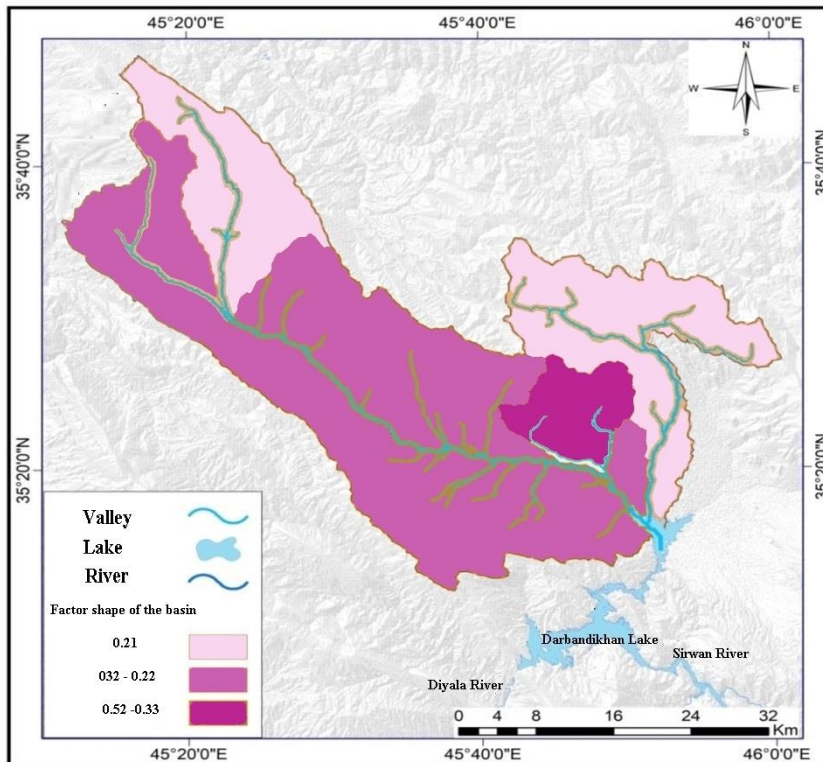 45°20'0"E 45°40'0"E 46°0'0"E
N
W E
S
35°40'0"N 35°40'0"N
35°20'0"N 35°20'0"N
Valley
Lake
River
Factor shape of the basin
0.21
032 - 0.22
0.52 -0.33
Darbandikhan Lake
Sirwan River
Diyala River
0 4 8 16 24 32
Km
45°20'0"E 45°40'0"E 46°0'0"E